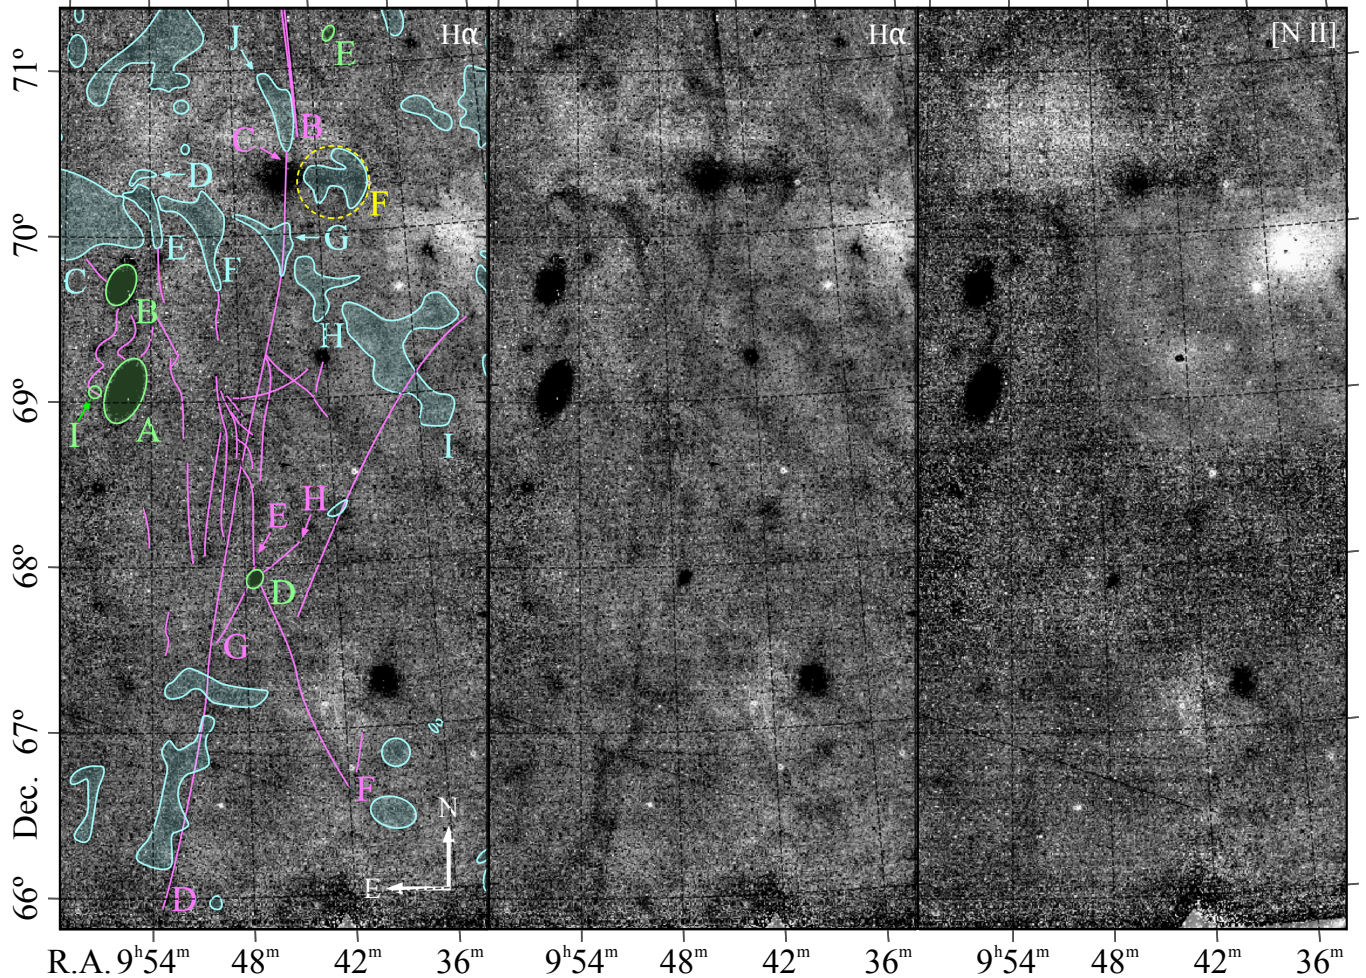 Hα
Hα
[N II]
71°
70°
69°
68°
67°
66°
Dec.
J
E
B
C
D
F
E
F
G
C
B
H
A
I
I
E
H
D
G
F
N
E
D
R.A. 9ʰ54ᵐ 48ᵐ 42ᵐ 36ᵐ
9ʰ54ᵐ 48ᵐ 42ᵐ 36ᵐ
9ʰ54ᵐ 48ᵐ 42ᵐ 36ᵐ